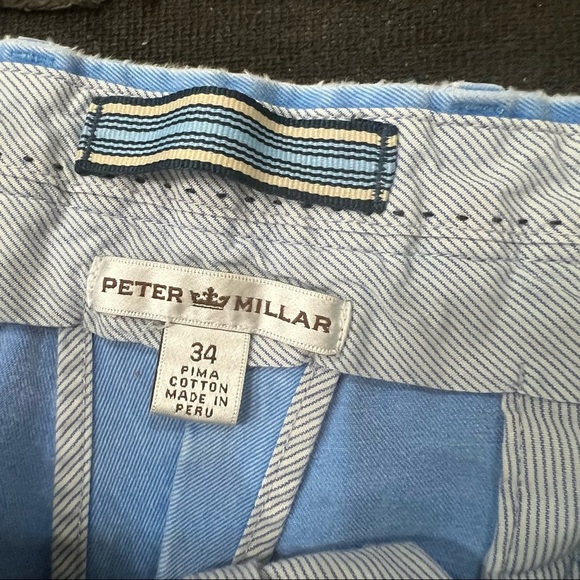 PETER MILLAR
34
PIMA
COTTON
MADE IN
PERU